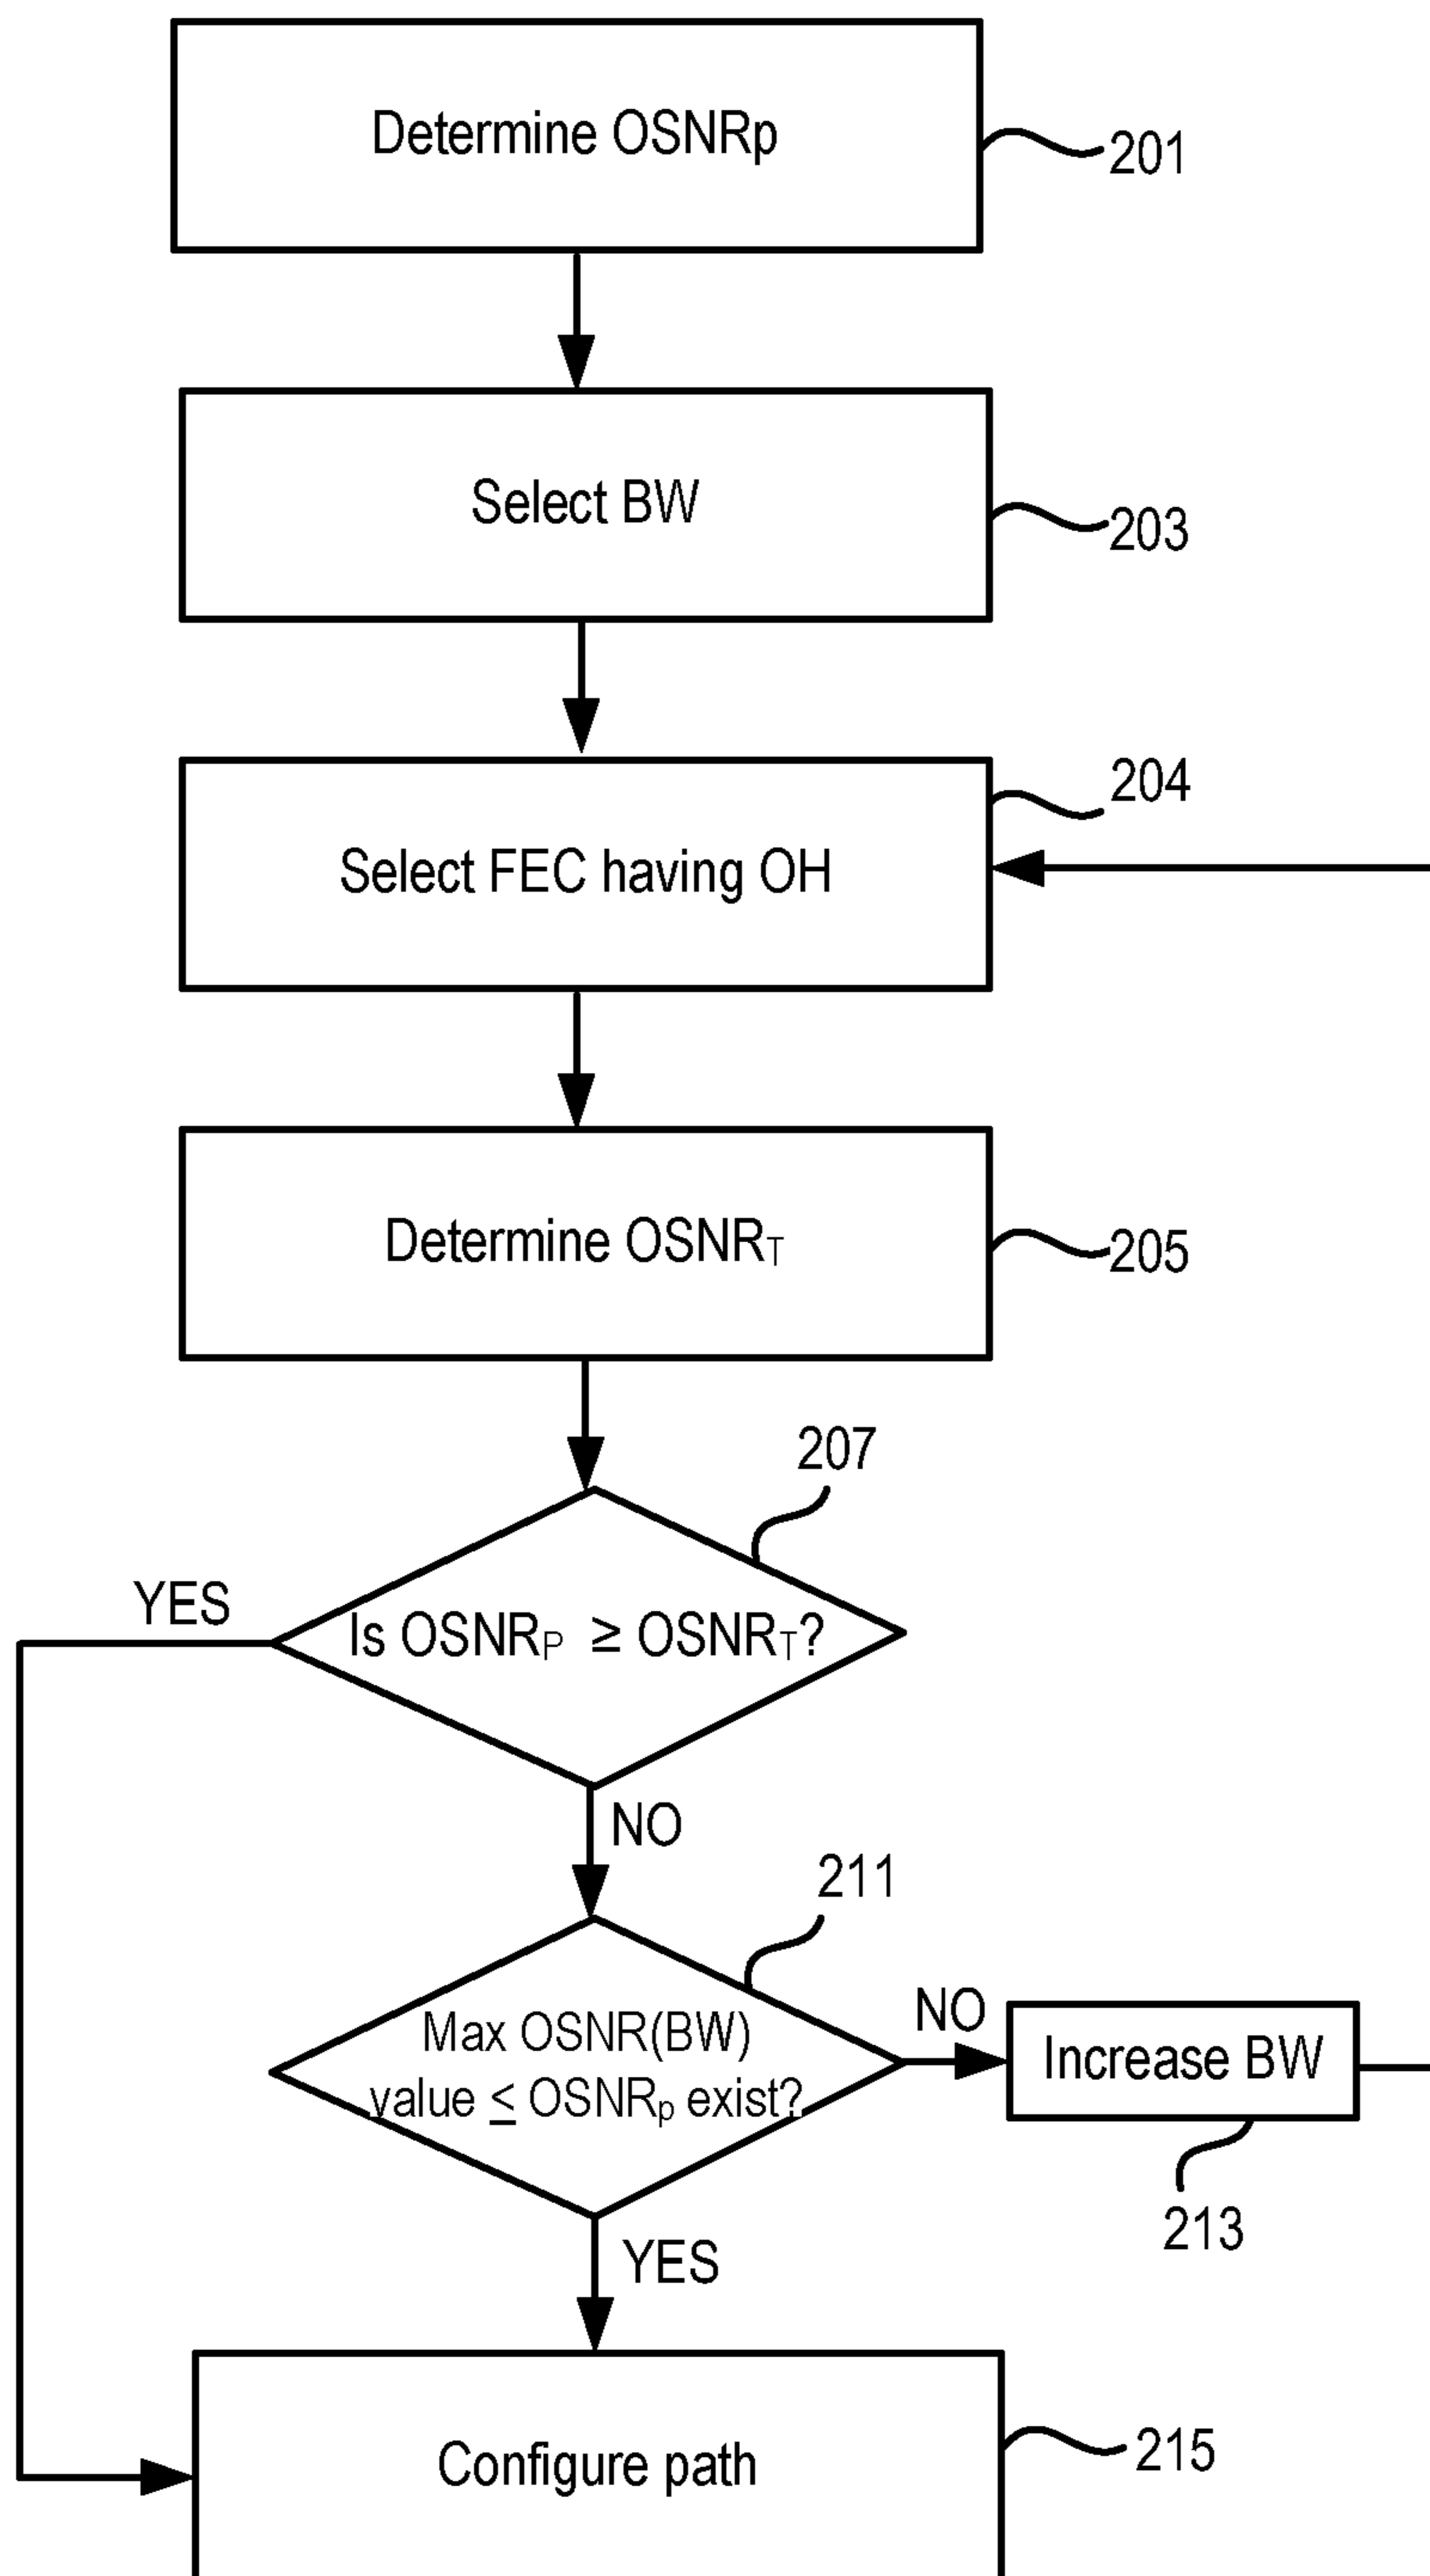 Determine OSNRp
201
Select BW
203
204
Select FEC having OH
Determine OSNRT
205
207
YES
Is OSNRP ≥ OSNRT?
NO
211
Max OSNR(BW)
value ≤ OSNRp exist?
NO
Increase BW
213
YES
Configure path
215